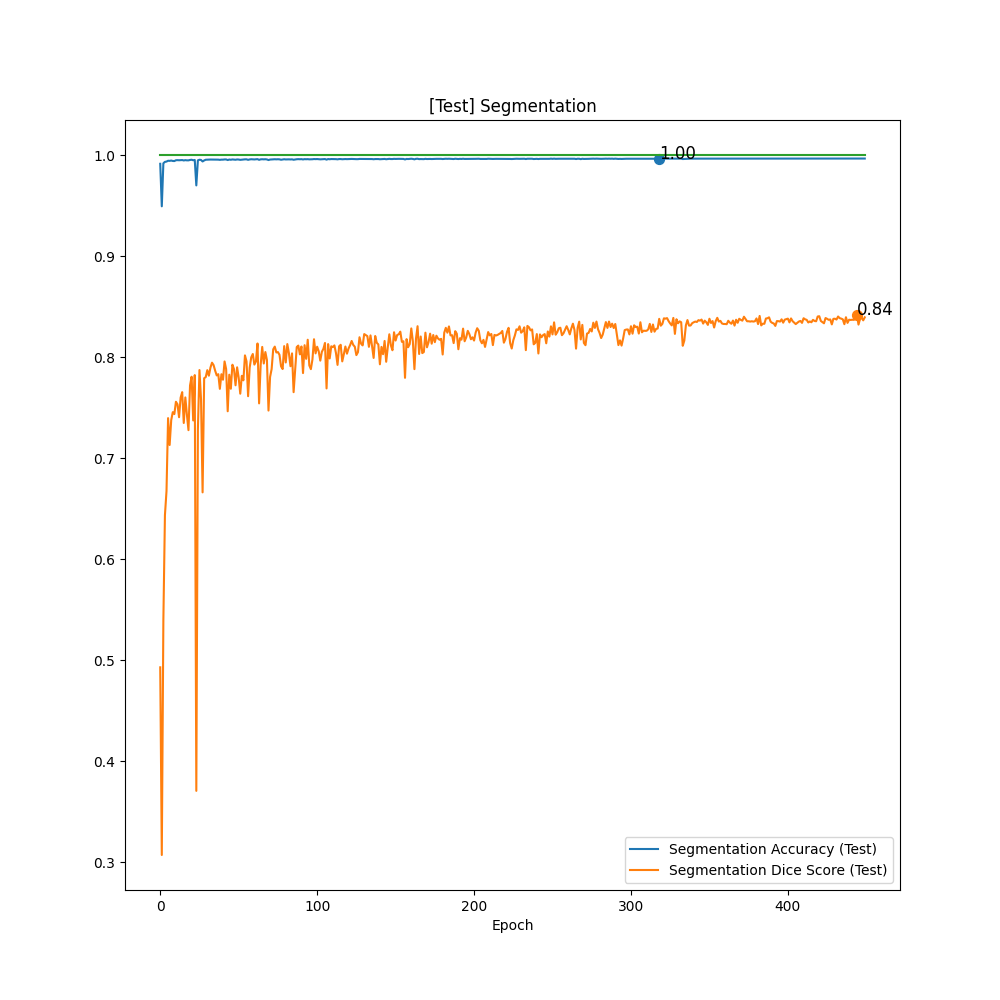 [Test] Segmentation
1.0
1.00
0.9
0.84
0.8
0.7
0.6
0.5
0.4
0.3
Segmentation Accuracy (Test)
Segmentation Dice Score (Test)
0 100 200 300 400
Epoch